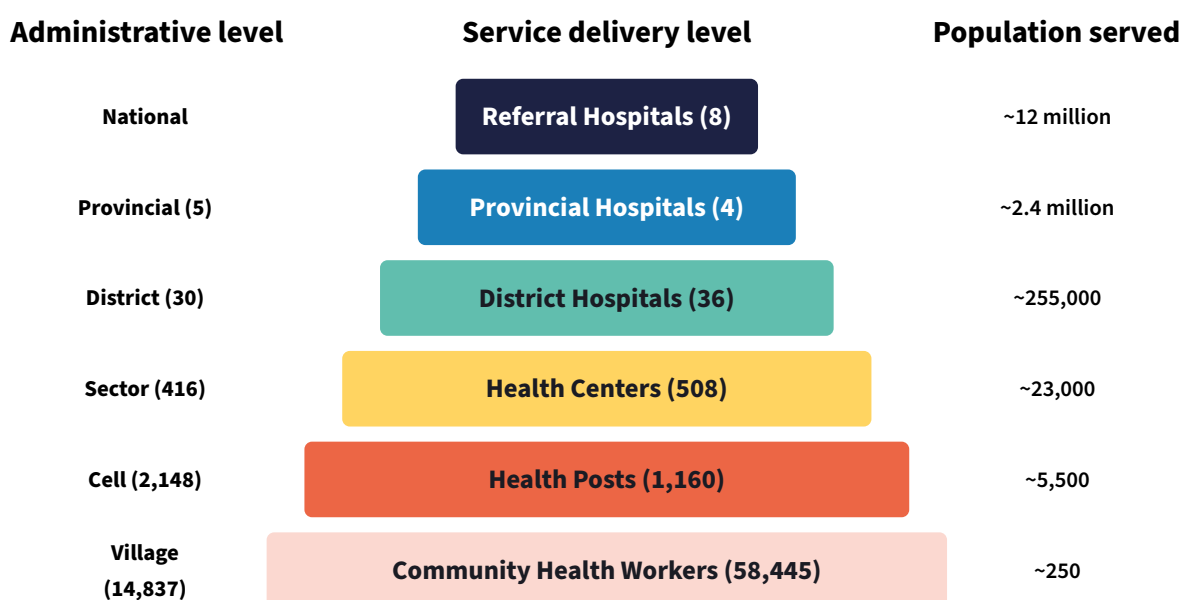 Administrative level Service delivery level Population served
National Referral Hospitals (8) ~12 million
Provincial (5) Provincial Hospitals (4) ~2.4 million
District (30) District Hospitals (36) ~255,000
Sector (416) Health Centers (508) ~23,000
Cell (2,148) Health Posts (1,160) ~5,500
Village
(14,837) Community Health Workers (58,445) ~250